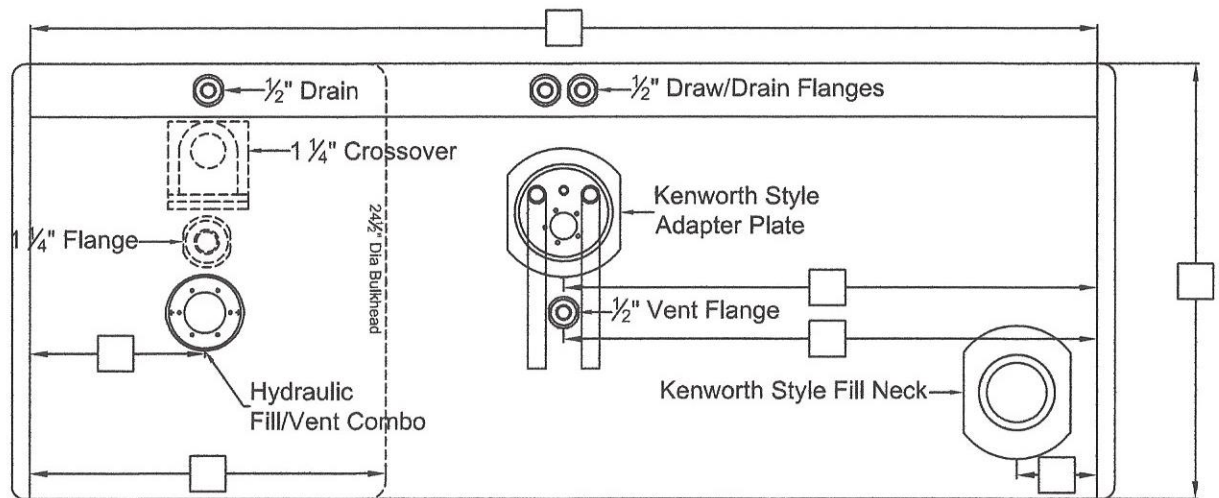 ½" Drain
½" Draw/Drain Flanges
1 ¼" Crossover
Kenworth Style
Adapter Plate
24½" Dia Bulkhead
1 ¼" Flange
½" Vent Flange
Hydraulic
Fill/Vent Combo
Kenworth Style Fill Neck